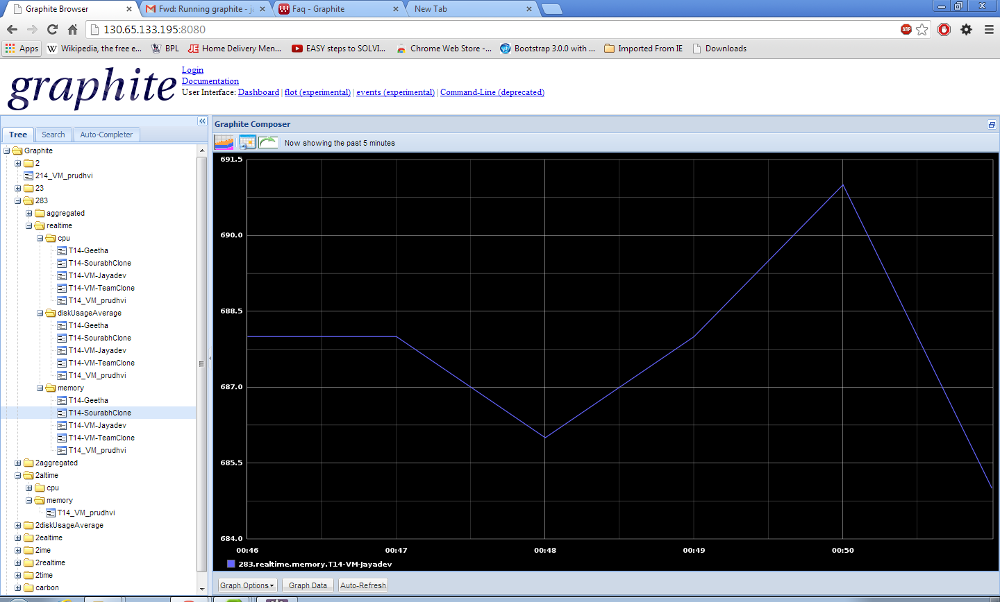 Graphite Browser
Fwd: Running graphite - ja
Faq - Graphite
New Tab
130.65.133.195:8080
ABP
Apps
W Wikipedia, the free e...
BPL
JE Home Delivery Men...
EASY steps to SOLVI...
Chrome Web Store -...
Bootstrap 3.0.0 with ...
Imported From IE
Downloads
graphite
Login
Documentation
User Interface: Dashboard | flot (experimental) | events (experimental) | Command-Line (deprecated)
Tree
Search
Auto-Completer
Graphite
2
214_VM_prudhvi
23
283
aggregated
realtime
cpu
T14-Geetha
T14-SourabhClone
T14-VM-Jayadev
T14-VM-TeamClone
T14_VM_prudhvi
diskUsageAverage
T14-Geetha
T14-SourabhClone
T14-VM-Jayadev
T14-VM-TeamClone
T14_VM_prudhvi
memory
T14-Geetha
T14-SourabhClone
T14-VM-Jayadev
T14-VM-TeamClone
T14_VM_prudhvi
2aggregated
2altime
cpu
memory
T14_VM_prudhvi
2diskUsageAverage
2ealtime
2ime
2realtime
2time
carbon
Graphite Composer
Now showing the past 5 minutes
691.5
690.0
688.5
687.0
685.5
684.0
00:46 00:47 00:48 00:49 00:50
283.realtime.memory.T14-VM-Jayadev
Graph Options
Graph Data
Auto-Refresh